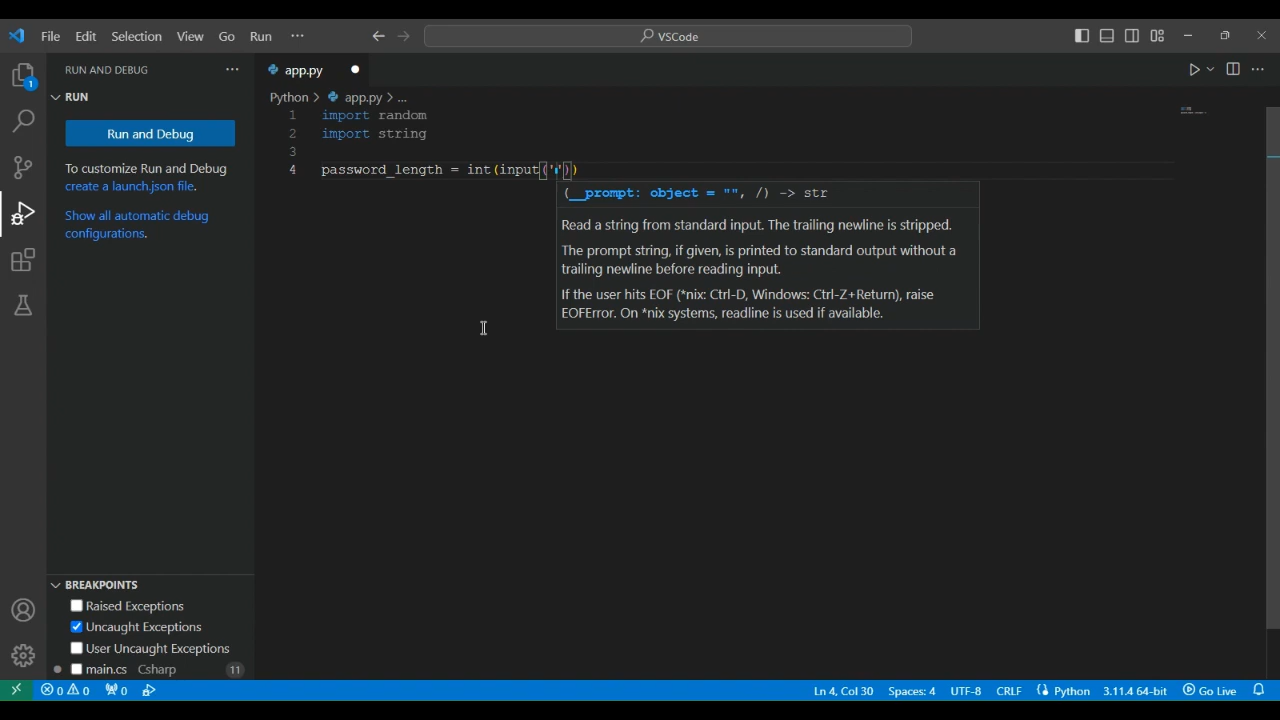 File Edit Selection View Go Run ··· VSCode
RUN AND DEBUG ··· app.py
RUN
Python > app.py > ...
Run and Debug
To customize Run and Debug
create a launch.json file.
Show all automatic debug
configurations.
1 import random
2 import string
3
4 password_length = int(input(''))
(__prompt: object = "", /) -> str
Read a string from standard input. The trailing newline is stripped.
The prompt string, if given, is printed to standard output without a
trailing newline before reading input.
If the user hits EOF (*nix: Ctrl-D, Windows: Ctrl-Z+Return), raise
EOFError. On *nix systems, readline is used if available.
1
BREAKPOINTS
Raised Exceptions
Uncaught Exceptions
User Uncaught Exceptions
main.cs Csharp 11
0 0 0 Ln 4, Col 30 Spaces: 4 UTF-8 CRLF Python 3.11.4 64-bit Go Live